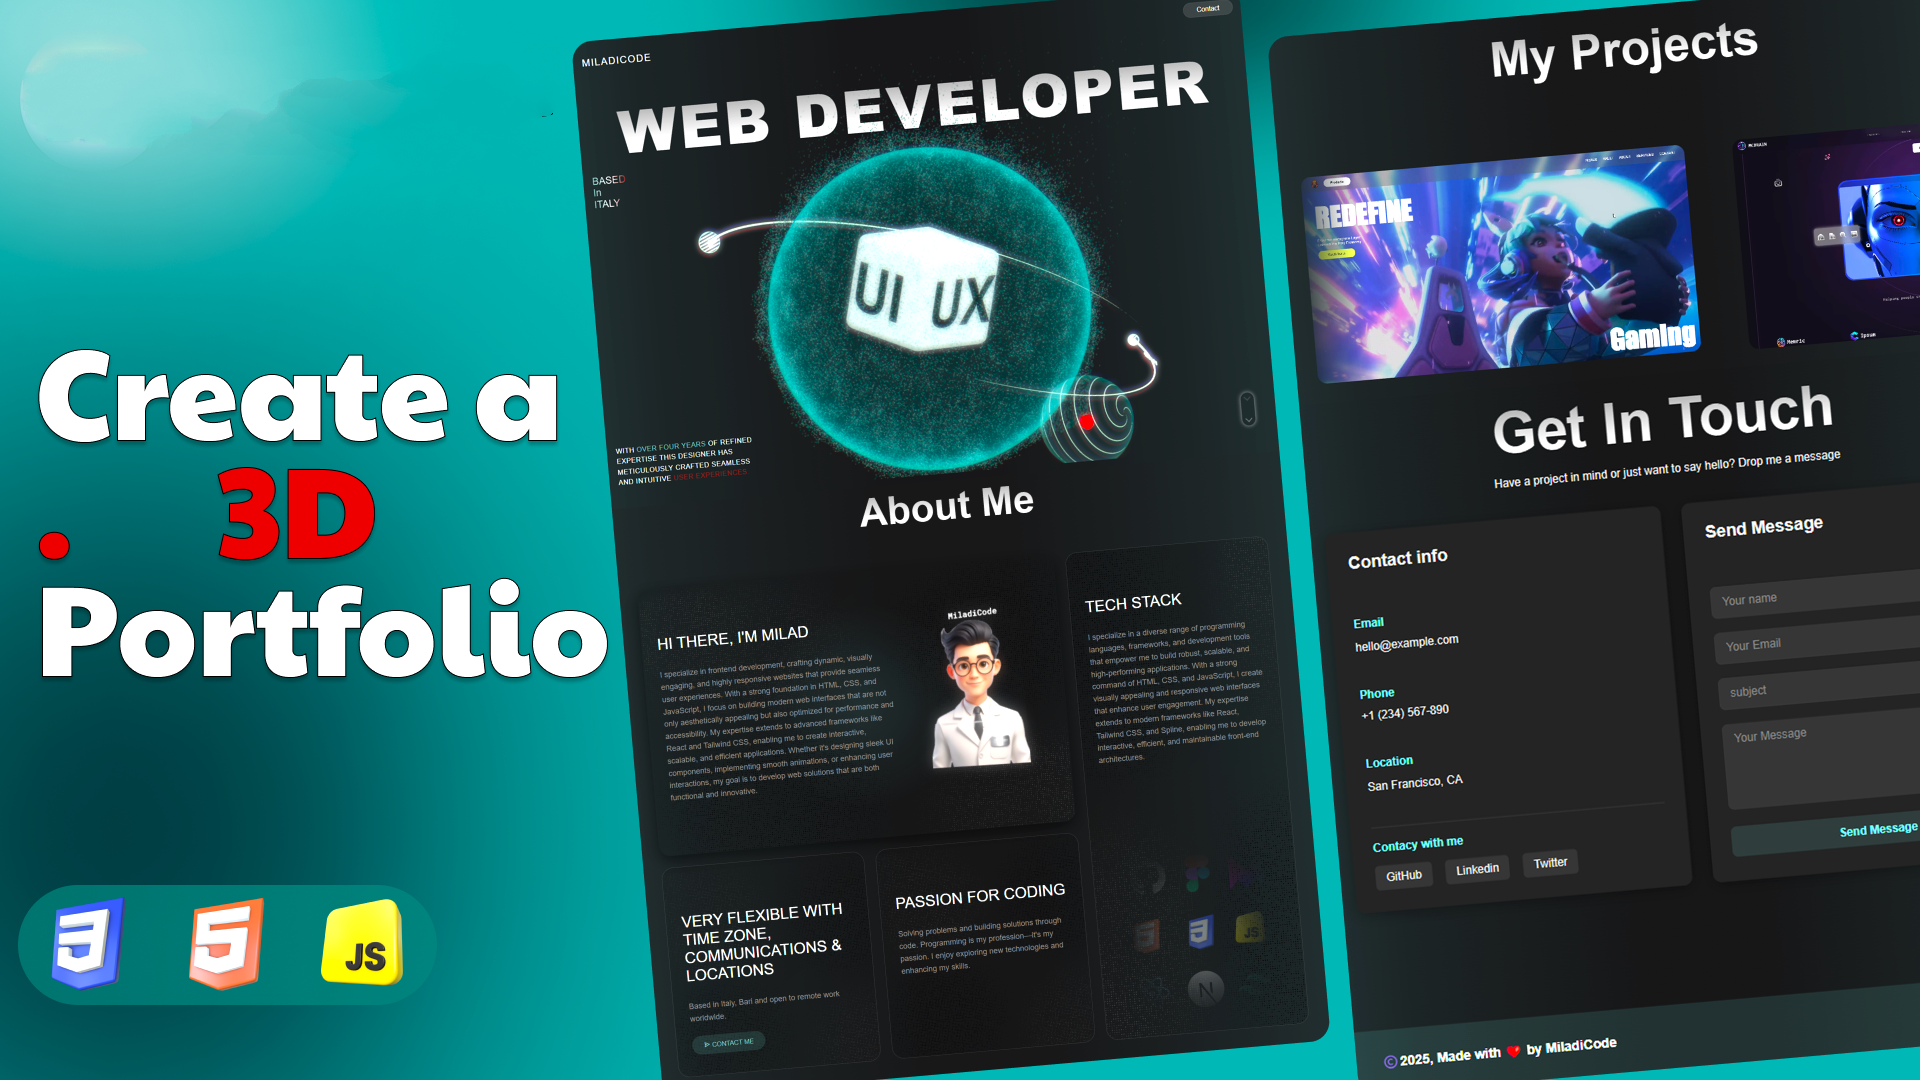 Create a
. 3D
Portfolio
JS
MILADICODE
Contact
WEB DEVELOPER
BASED
In
ITALY
UI UX
WITH OVER FOUR YEARS OF REFINED
EXPERTISE THIS DESIGNER HAS
METICULOUSLY CRAFTED SEAMLESS
AND INTUITIVE USER EXPERIENCES
About Me
HI THERE, I'M MILAD
I specialize in frontend development, crafting dynamic, visually
engaging, and highly responsive websites that provide seamless
user experiences. With a strong foundation in HTML, CSS, and
JavaScript, I focus on building modern web interfaces that are not
only aesthetically appealing but also optimized for performance and
accessibility. My expertise extends to advanced frameworks like
React and Tailwind CSS, enabling me to create interactive,
scalable, and efficient applications. Whether it's designing sleek UI
components, implementing smooth animations, or enhancing user
interactions, my goal is to develop web solutions that are both
functional and innovative.
MiladiCode
TECH STACK
I specialize in a diverse range of programming
languages, frameworks, and development tools
that empower me to build robust, scalable, and
high-performing applications. With a strong
command of HTML, CSS, and JavaScript, I create
visually appealing and responsive web interfaces
that enhance user engagement. My expertise
extends to modern frameworks like React,
Tailwind CSS, and Spline, enabling me to develop
interactive, efficient, and maintainable front-end
architectures.
JS
N
VERY FLEXIBLE WITH
TIME ZONE,
COMMUNICATIONS &
LOCATIONS
Based in Italy, Bari and open to remote work
worldwide.
CONTACT ME
PASSION FOR CODING
Solving problems and building solutions through
code. Programming is my profession—it's my
passion. I enjoy exploring new technologies and
enhancing my skills.
My Projects
REDEFINE
Gaming
Memric
Ipsum
Get In Touch
Have a project in mind or just want to say hello? Drop me a message
Contact info
Email
hello@example.com
Phone
+1 (234) 567-890
Location
San Francisco, CA
Contacy with me
GitHub
Linkedin
Twitter
Send Message
Your name
Your Email
subject
Your Message
Send Message
© 2025, Made with ❤ by MiladiCode